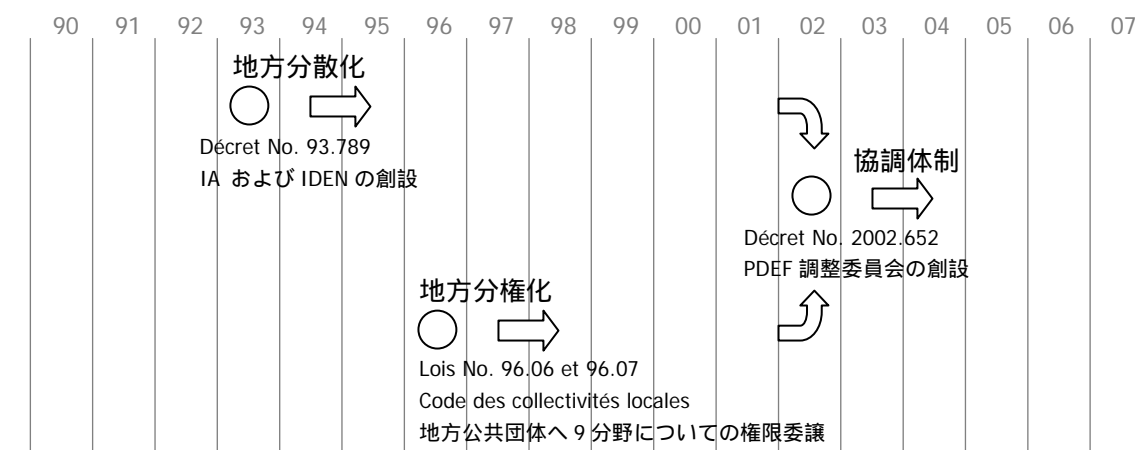 90 91 92 93 94 95 96 97 98 99 00 01 02 03 04 05 06 07
地方分散化
Décret No. 93.789
IA および IDEN の創設
協調体制
Décret No. 2002.652
PDEF 調整委員会の創設
地方分権化
Lois No. 96.06 et 96.07
Code des collectivités locales
地方公共団体へ 9 分野についての権限委譲